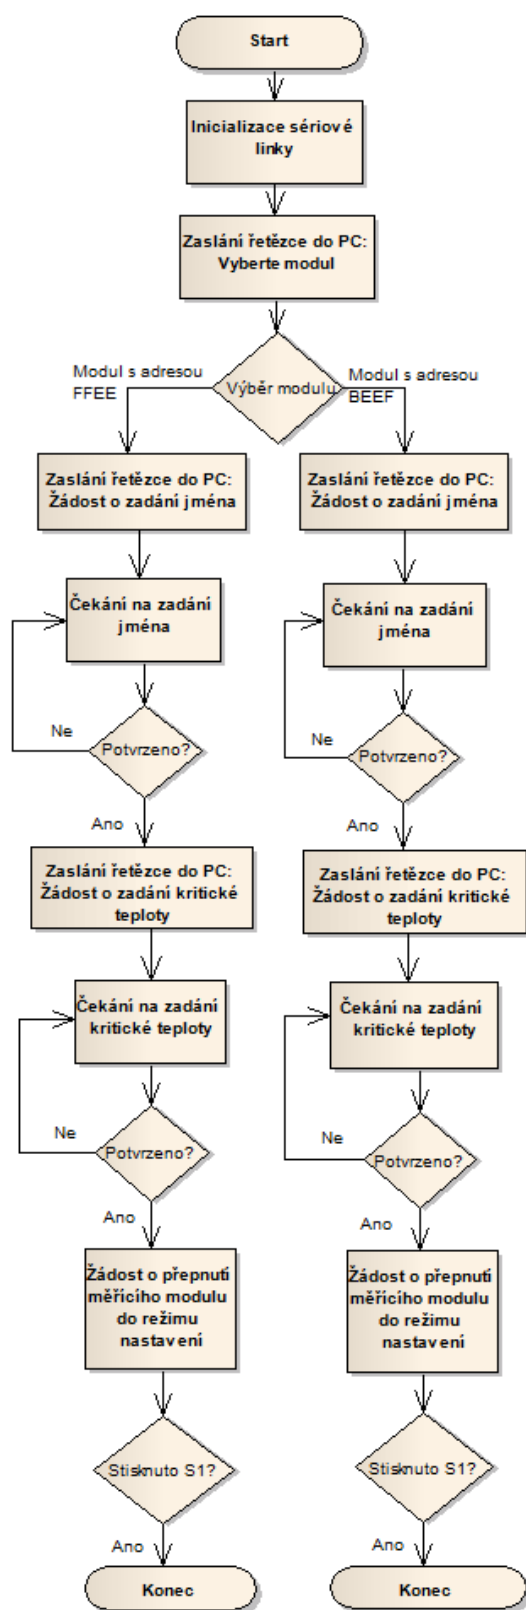 Start
Inicializace sériové
linky
Zaslání řetězce do PC:
Vyberte modul
Výběr modulu
Modul s adresou
FFEE
Modul s adresou
BEEF
Zaslání řetězce do PC:
Žádost o zadání jména
Čekání na zadání
jména
Potvrzeno?
Ne
Ano
Zaslání řetězce do PC:
Žádost o zadání kritické
teploty
Čekání na zadání
kritické teploty
Potvrzeno?
Ne
Ano
Žádost o přepnutí
měřícího modulu
do režimu
nastavení
Stisknuto S1?
Ano
Konec
Zaslání řetězce do PC:
Žádost o zadání jména
Čekání na zadání
jména
Potvrzeno?
Ne
Ano
Zaslání řetězce do PC:
Žádost o zadání kritické
teploty
Čekání na zadání
kritické teploty
Potvrzeno?
Ne
Ano
Žádost o přepnutí
měřícího modulu
do režimu
nastavení
Stisknuto S1?
Ano
Konec